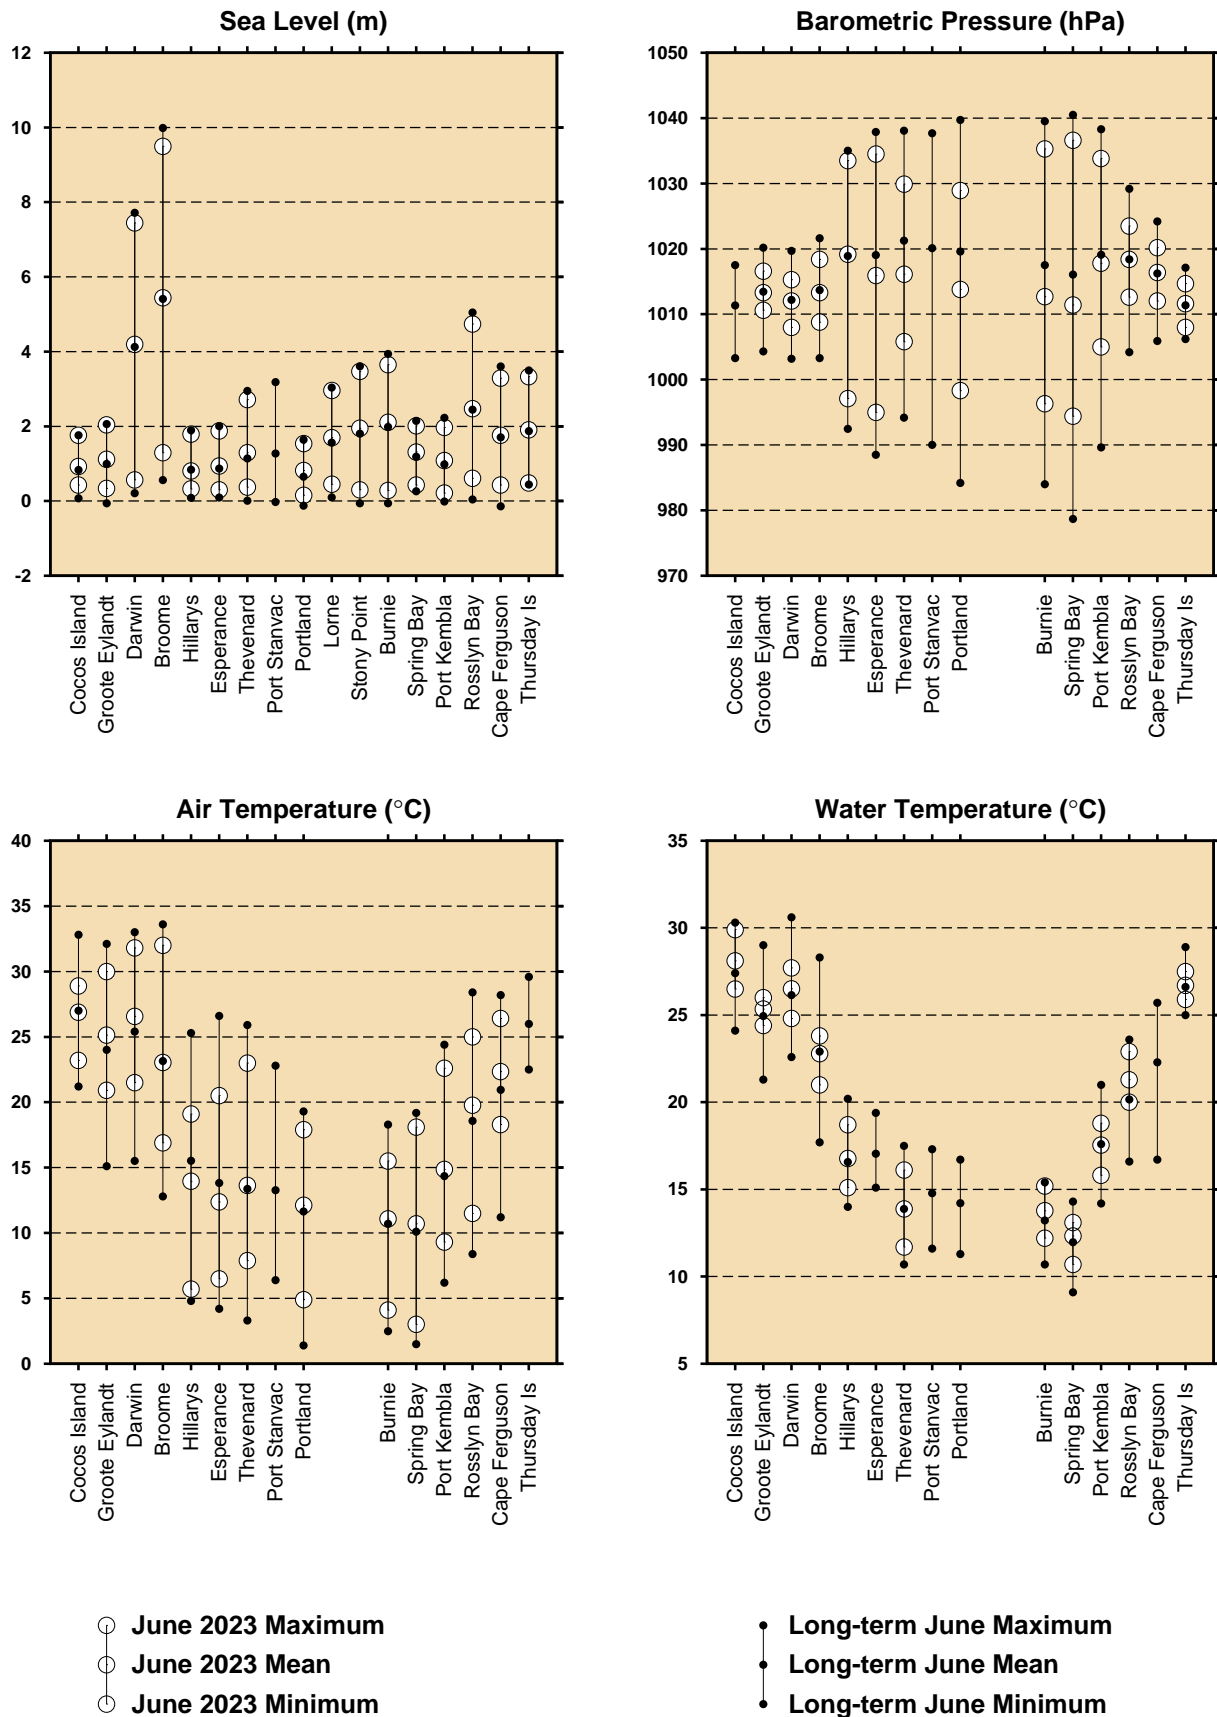 Sea Level (m)
12
10
8
6
4
2
0
-2
Cocos Island
Groote Eylandt
Darwin
Broome
Hillarys
Esperance
Thevenard
Port Stanvac
Portland
Lorne
Stony Point
Burnie
Spring Bay
Port Kembla
Rosslyn Bay
Cape Ferguson
Thursday Is
Barometric Pressure (hPa)
1050
1040
1030
1020
1010
1000
990
980
970
Cocos Island
Groote Eylandt
Darwin
Broome
Hillarys
Esperance
Thevenard
Port Stanvac
Portland
Burnie
Spring Bay
Port Kembla
Rosslyn Bay
Cape Ferguson
Thursday Is
Air Temperature (°C)
40
35
30
25
20
15
10
5
0
Cocos Island
Groote Eylandt
Darwin
Broome
Hillarys
Esperance
Thevenard
Port Stanvac
Portland
Burnie
Spring Bay
Port Kembla
Rosslyn Bay
Cape Ferguson
Thursday Is
Water Temperature (°C)
35
30
25
20
15
10
5
Cocos Island
Groote Eylandt
Darwin
Broome
Hillarys
Esperance
Thevenard
Port Stanvac
Portland
Burnie
Spring Bay
Port Kembla
Rosslyn Bay
Cape Ferguson
Thursday Is
June 2023 Maximum
June 2023 Mean
June 2023 Minimum
Long-term June Maximum
Long-term June Mean
Long-term June Minimum